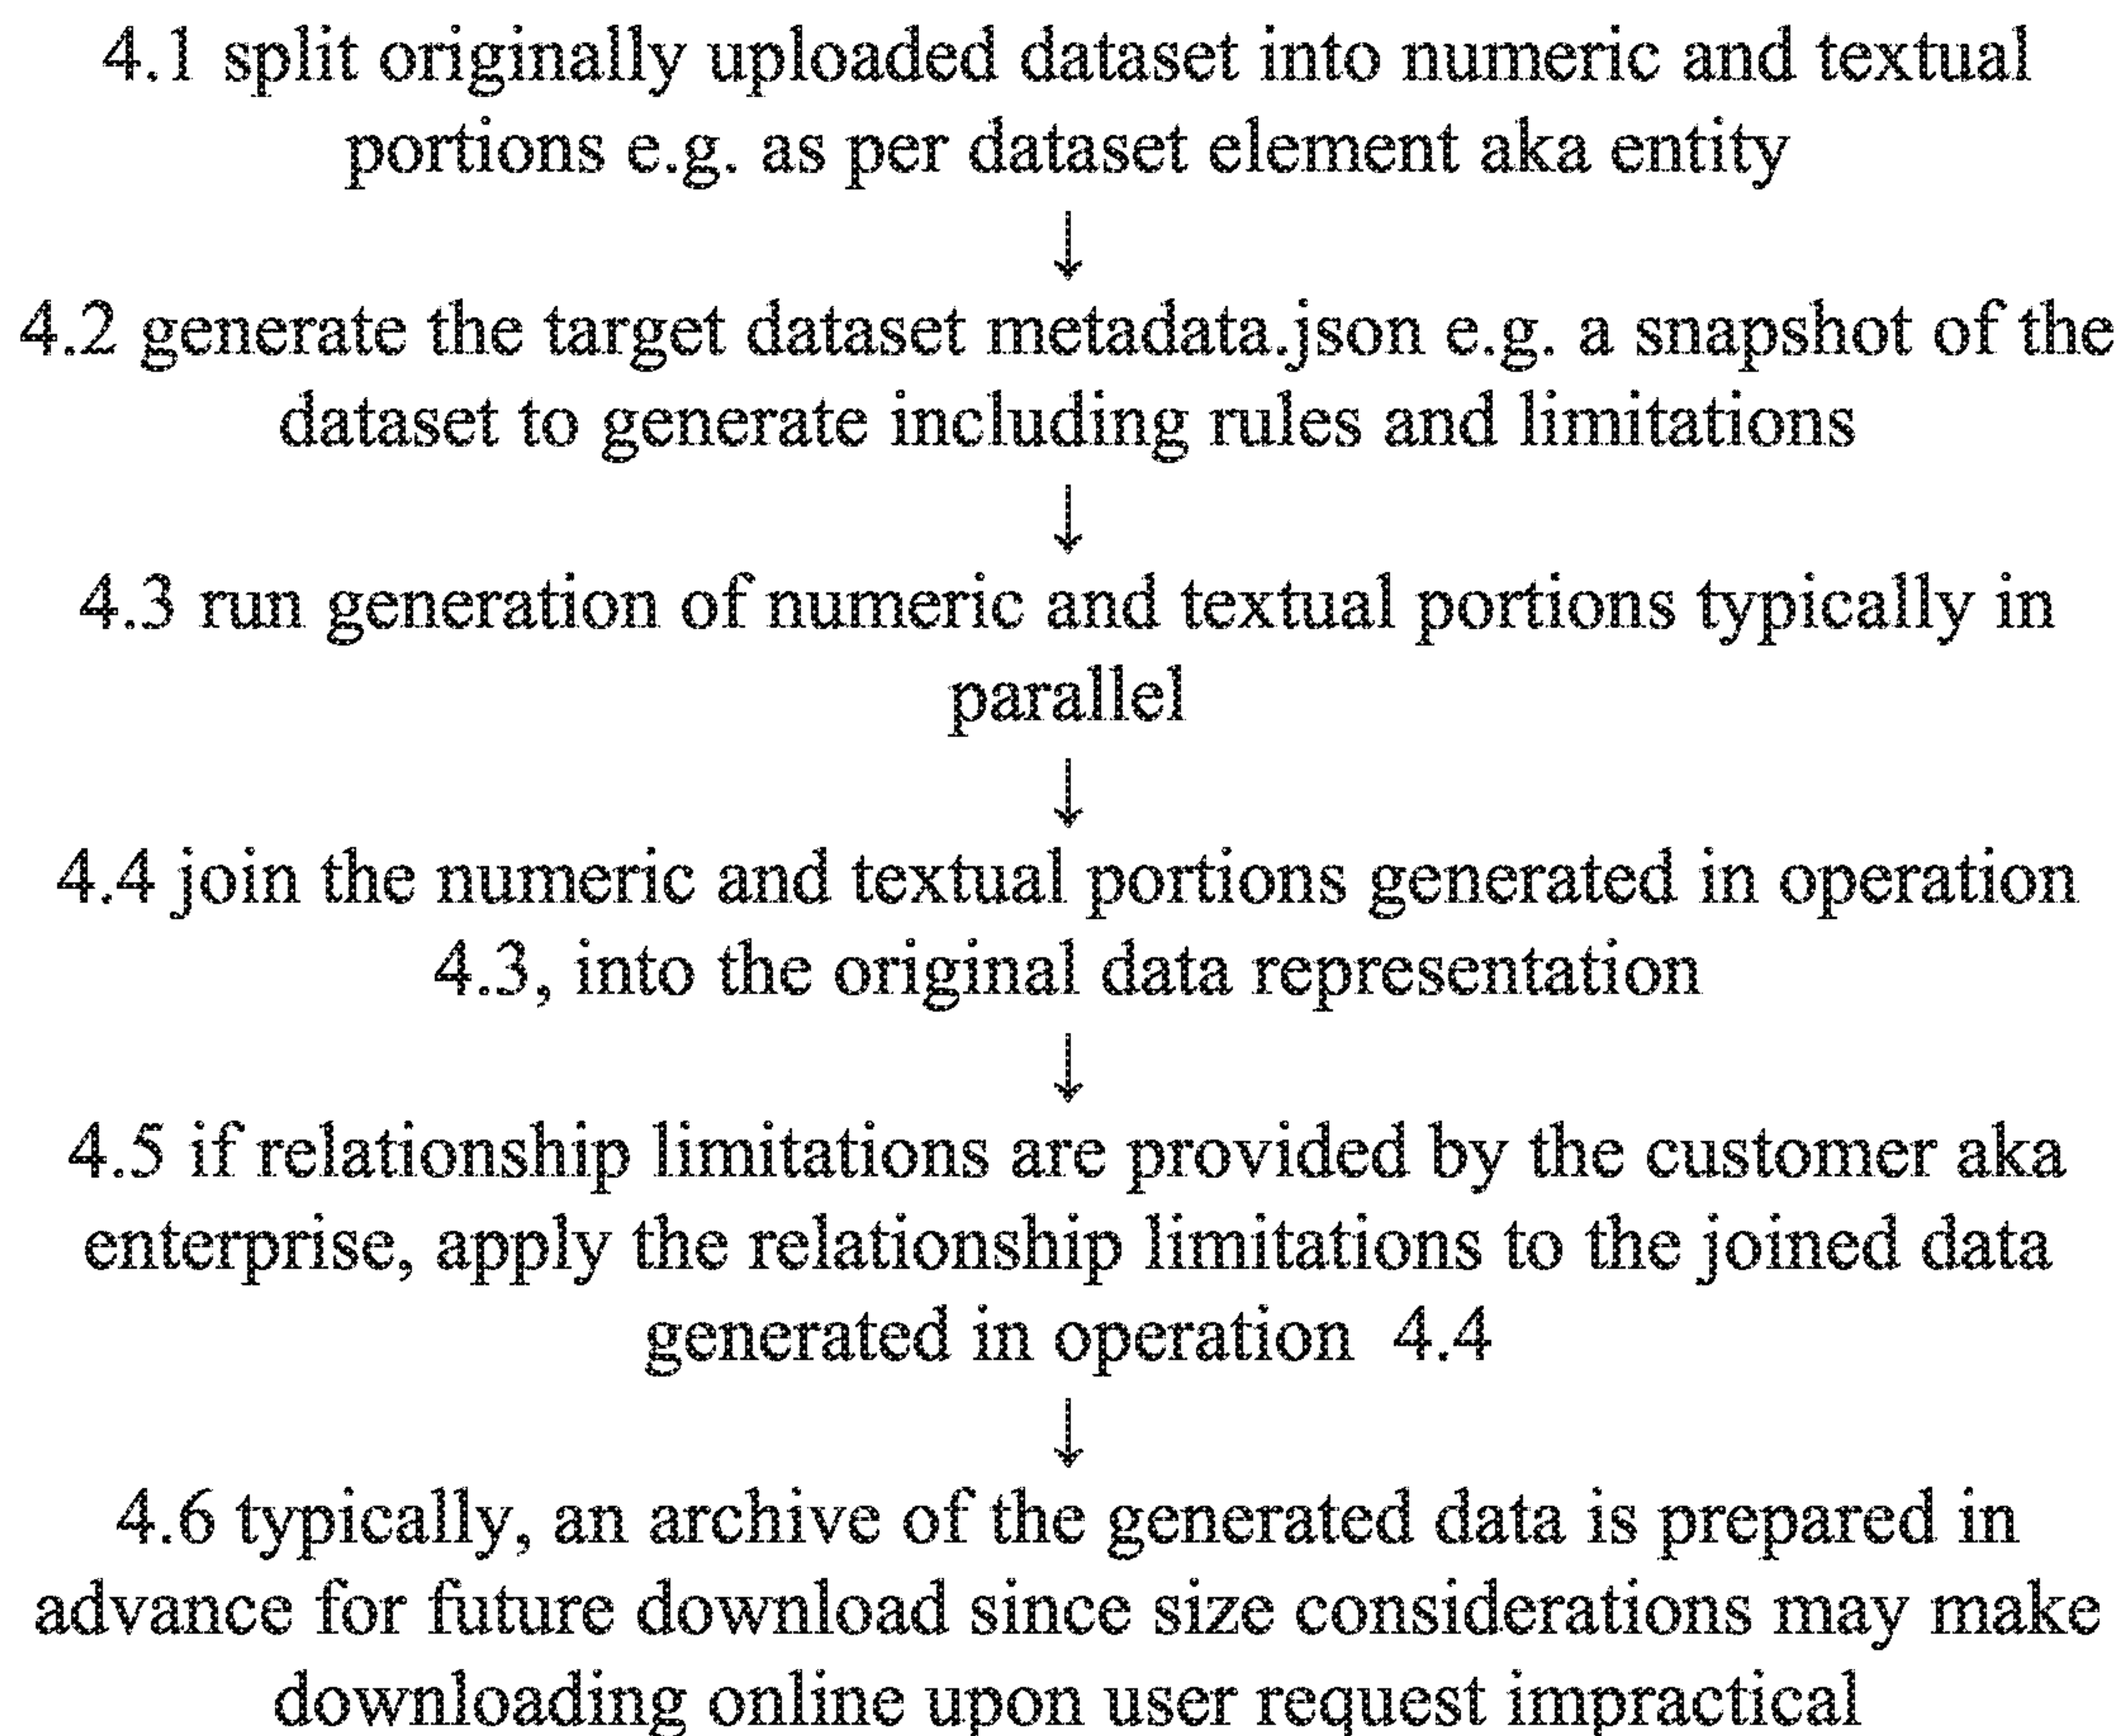 4.1 split originally uploaded dataset into numeric and textual
portions e.g. as per dataset element aka entity
↓
4.2 generate the target dataset metadata.json e.g. a snapshot of the
dataset to generate including rules and limitations
↓
4.3 run generation of numeric and textual portions typically in
parallel
↓
4.4 join the numeric and textual portions generated in operation
4.3, into the original data representation
↓
4.5 if relationship limitations are provided by the customer aka
enterprise, apply the relationship limitations to the joined data
generated in operation 4.4
↓
4.6 typically, an archive of the generated data is prepared in
advance for future download since size considerations may make
downloading online upon user request impractical